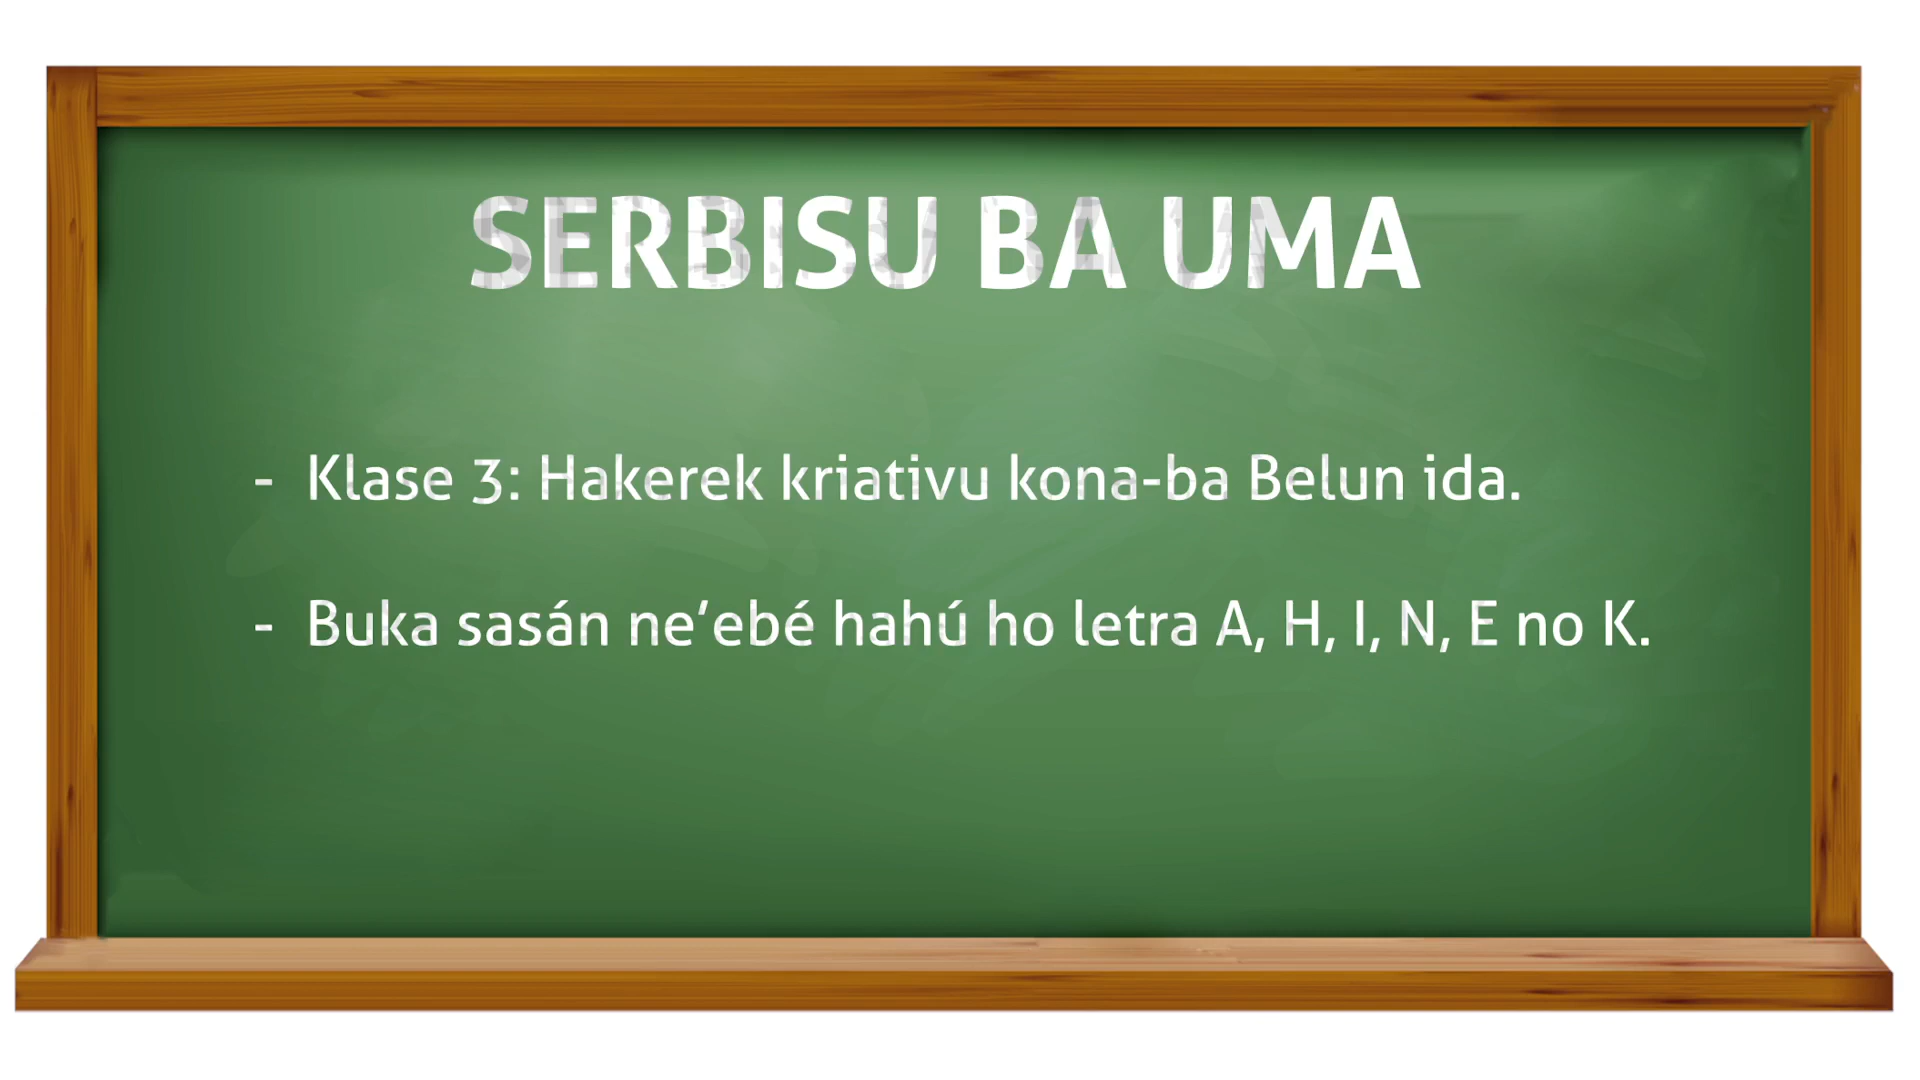 SERBISU BA UMA
- Klase 3: Hakerek kriativu kona-ba Belun ida.
- Buka sasán ne’ebé hahú ho letra A, H, I, N, E no K.